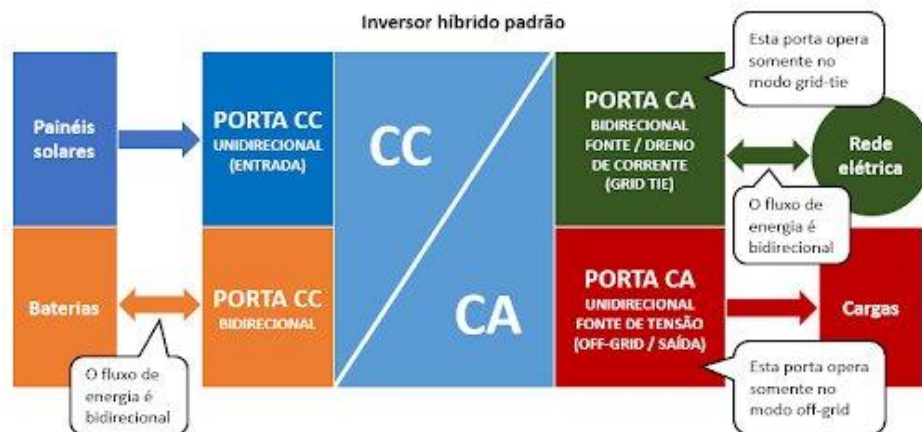 Inversor híbrido padrão
Painéis
solares
PORTA CC
UNIDIRECIONAL
(ENTRADA)
CC
PORTA CA
BIDIRECIONAL
FONTE / DRENO
DE CORRENTE
(GRID TIE)
Esta porta opera
somente no
modo grid-tie
Rede
elétrica
O fluxo de
energia é
bidirecional
Baterias
PORTA CC
BIDIRECIONAL
CA
PORTA CA
UNIDIRECIONAL
FONTE DE TENSÃO
(OFF-GRID / SAÍDA)
Cargas
O fluxo de
energia é
bidirecional
Esta porta opera
somente no
modo off-grid